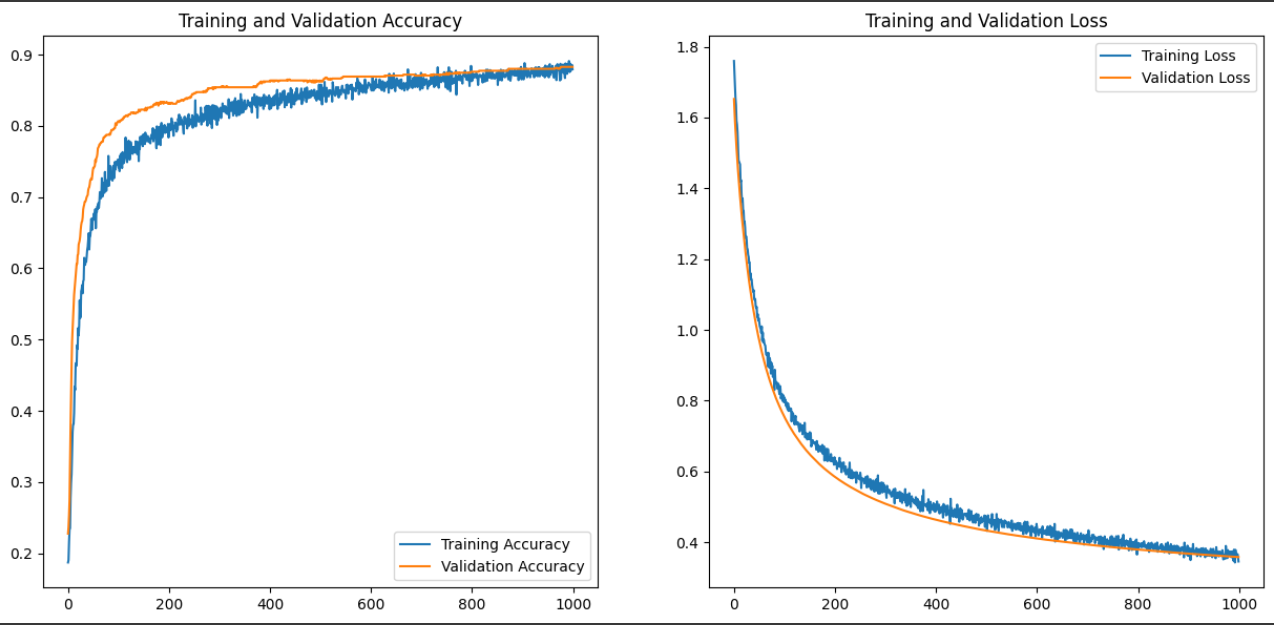 Training and Validation Accuracy
0.9
0.8
0.7
0.6
0.5
0.4
0.3
0.2
0 200 400 600 800 1000
Training Accuracy
Validation Accuracy
Training and Validation Loss
1.8
1.6
1.4
1.2
1.0
0.8
0.6
0.4
0 200 400 600 800 1000
Training Loss
Validation Loss